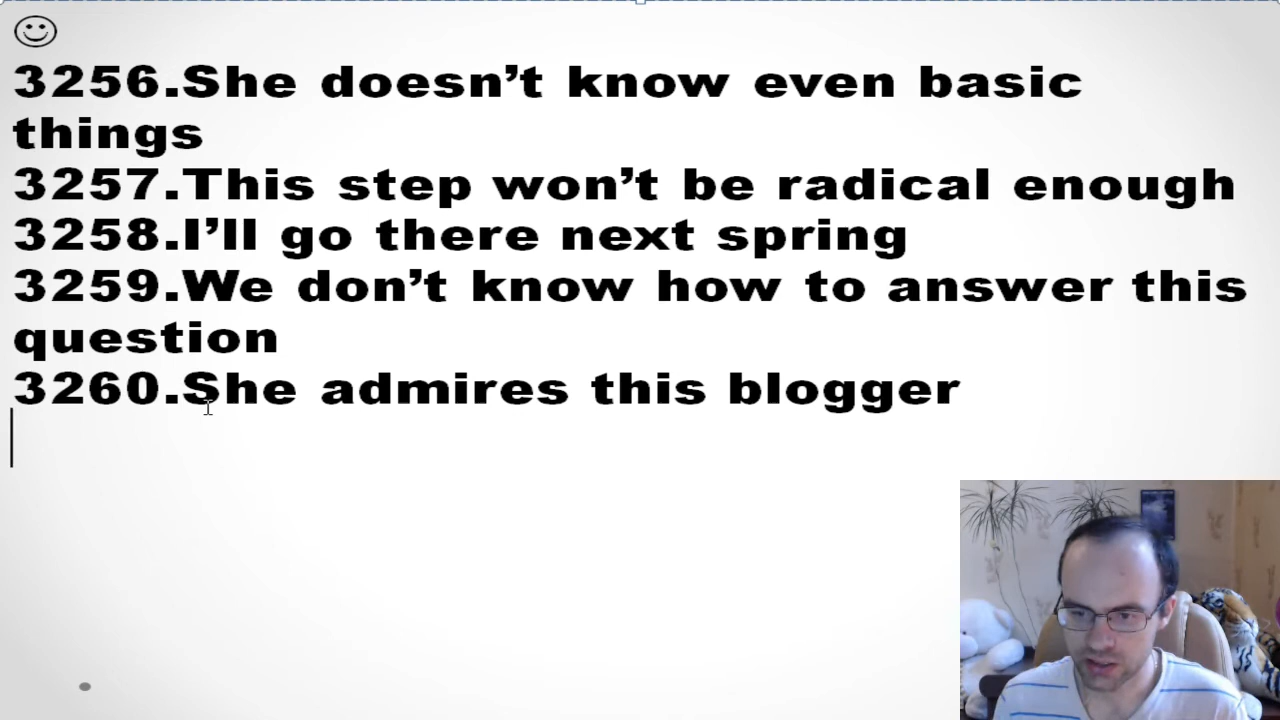 3256.She doesn’t know even basic
things
3257.This step won’t be radical enough
3258.I’ll go there next spring
3259.We don’t know how to answer this
question
3260.She admires this blogger